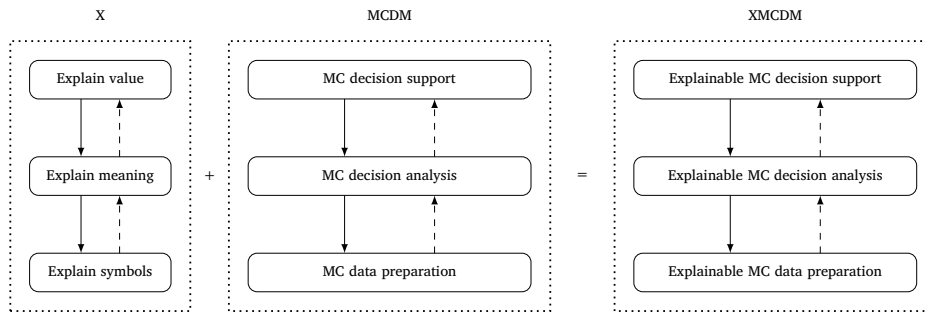 X
MCDM
XMCDM
Explain value
MC decision support
Explainable MC decision support
Explain meaning
+
MC decision analysis
=
Explainable MC decision analysis
Explain symbols
MC data preparation
Explainable MC data preparation